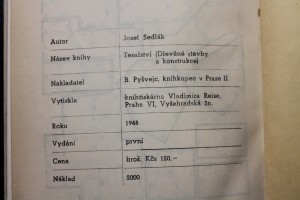 Autor Josef Sedlák
Název knihy Tesařství (Dřevěné stavby
a konstrukce)
Nakladatel B. Pyšvejc, knihkupec v Praze II
Vytiskla knihtiskárna Vladimíra Reise,
Praha VI, Vyšehradská 2n.
Roku 1948
Vydání první
Cena brož. Kčs 120,—
Náklad 2000